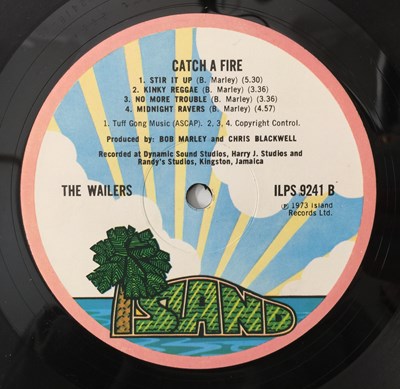 CATCH A FIRE
1. STIR IT UP (B. Marley) (5.30)
2. KINKY REGGAE (B. Marley) (3.36)
3. NO MORE TROUBLE (B. Marley) (3.36)
4. MIDNIGHT RAVERS (B. Marley) (4.57)
1. Tuff Gong Music (ASCAP). 2, 3, 4. Copyright Control.
Produced by: BOB MARLEY and CHRIS BLACKWELL
Recorded at Dynamic Sound Studios, Harry J. Studios and
Randy's Studios, Kingston, Jamaica
THE WAILERS
ILPS 9241 B
℗ 1973 Island
Records Ltd.
ISLAND